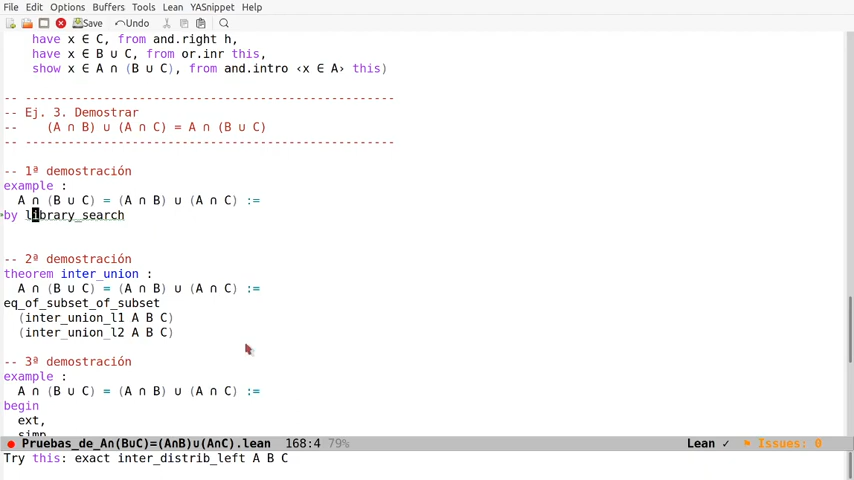 File Edit Options Buffers Tools Lean YASnippet Help
Save Undo
have x ∈ C, from and.right h,
have x ∈ B ∪ C, from or.inr this,
show x ∈ A ∩ (B ∪ C), from and.intro ‹x ∈ A› this)
-- ----------------------------------------------------
-- Ej. 3. Demostrar
--    (A ∩ B) ∪ (A ∩ C) = A ∩ (B ∪ C)
-- ----------------------------------------------------
-- 1ª demostración
example :
A ∩ (B ∪ C) = (A ∩ B) ∪ (A ∩ C) :=
by library_search
-- 2ª demostración
theorem inter_union :
A ∩ (B ∪ C) = (A ∩ B) ∪ (A ∩ C) :=
eq_of_subset_of_subset
(inter_union_l1 A B C)
(inter_union_l2 A B C)
-- 3ª demostración
example :
A ∩ (B ∪ C) = (A ∩ B) ∪ (A ∩ C) :=
begin
ext,
simp
Pruebas_de_A∩(B∪C)=(A∩B)∪(A∩C).lean 168:4 79% Lean ✓ Issues: 0
Try this: exact inter_distrib_left A B C